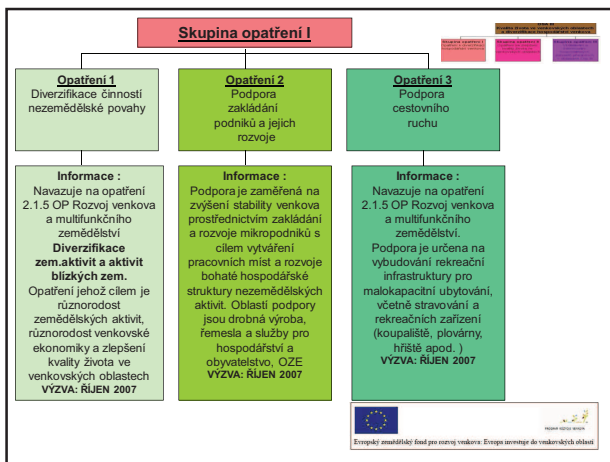 Skupina opatření I
Opatření 1
Diverzifikace činností
nezemědělské povahy
Opatření 2
Podpora
zakládání
podniků a jejich
rozvoje
Opatření 3
Podpora
cestovního
ruchu
Informace :
Navazuje na opatření
2.1.5 OP Rozvoj venkova
a multifunkčního
zemědělství
Diverzifikace
zem.aktivit a aktivit
blízkých zem.
Opatření jehož cílem je
různorodost
zemědělských aktivit,
různorodost venkovské
ekonomiky a zlepšení
kvality života ve
venkovských oblastech
VÝZVA: ŘÍJEN 2007
Informace :
Podpora je zaměřená na
zvýšení stability venkova
prostřednictvím zakládání
a rozvoje mikropodniků s
cílem vytváření
pracovních míst a rozvoje
bohaté hospodářské
struktury nezemědělských
aktivit. Oblastí podpory
jsou drobná výroba,
řemesla a služby pro
hospodářství a
obyvatelstvo, OZE
VÝZVA: ŘÍJEN 2007
Informace :
Navazuje na opatření
2.1.5 OP Rozvoj venkova
a multifunkčního
zemědělství.
Podpora je určena na
vybudování rekreační
infrastruktury pro
malokapacitní ubytování,
včetně stravování a
rekreačních zařízení
(koupaliště, plovárny,
hřiště apod. )
VÝZVA: ŘÍJEN 2007
Evropský zemědělský fond pro rozvoj venkova: Evropa investuje do venkovských oblastí